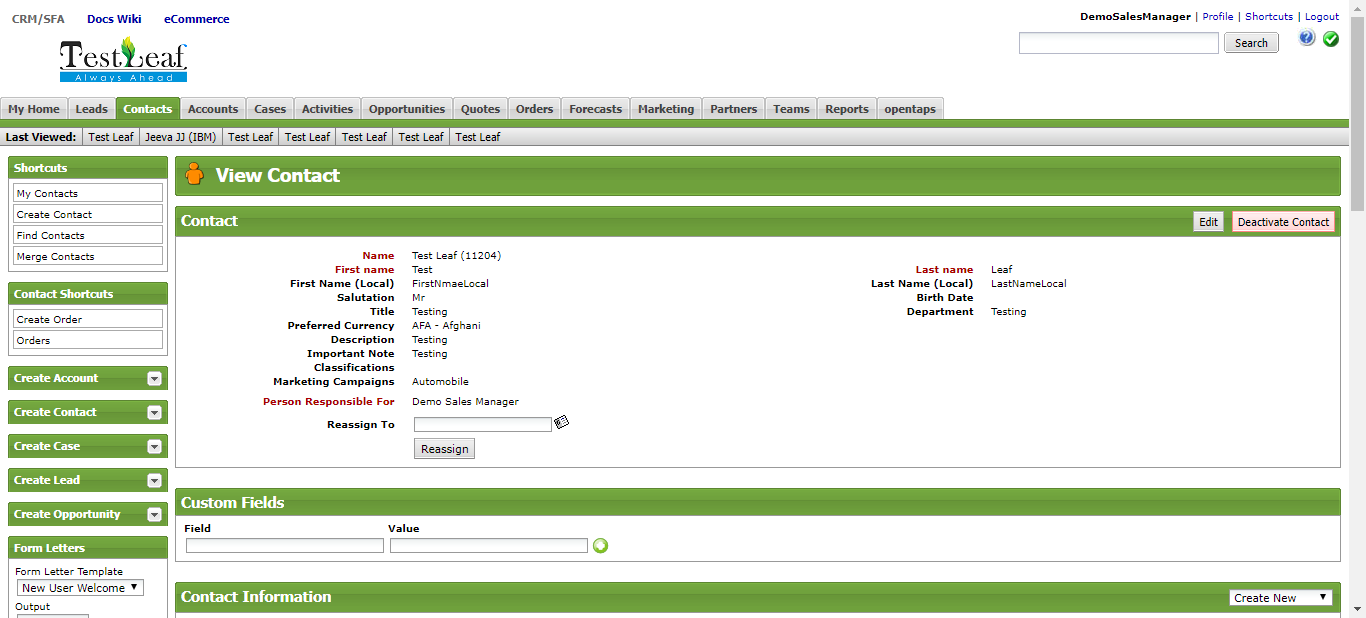 CRM/SFA Docs Wiki eCommerce
DemoSalesManager | Profile | Shortcuts | Logout
TestLeaf
Always Ahead
Search
My Home Leads Contacts Accounts Cases Activities Opportunities Quotes Orders Forecasts Marketing Partners Teams Reports opentaps
Last Viewed: Test Leaf Jeeva JJ (IBM) Test Leaf Test Leaf Test Leaf Test Leaf Test Leaf
Shortcuts
My Contacts
Create Contact
Find Contacts
Merge Contacts
Contact Shortcuts
Create Order
Orders
Create Account
Create Contact
Create Case
Create Lead
Create Opportunity
Form Letters
Form Letter Template
New User Welcome
Output
View Contact
Contact Edit Deactivate Contact
Name Test Leaf (11204)
First name Test Last name Leaf
First Name (Local) FirstNmaeLocal Last Name (Local) LastNameLocal
Salutation Mr Birth Date
Title Testing Department Testing
Preferred Currency AFA - Afghani
Description Testing
Important Note Testing
Classifications
Marketing Campaigns Automobile
Person Responsible For Demo Sales Manager
Reassign To
Reassign
Custom Fields
Field Value
Contact Information Create New